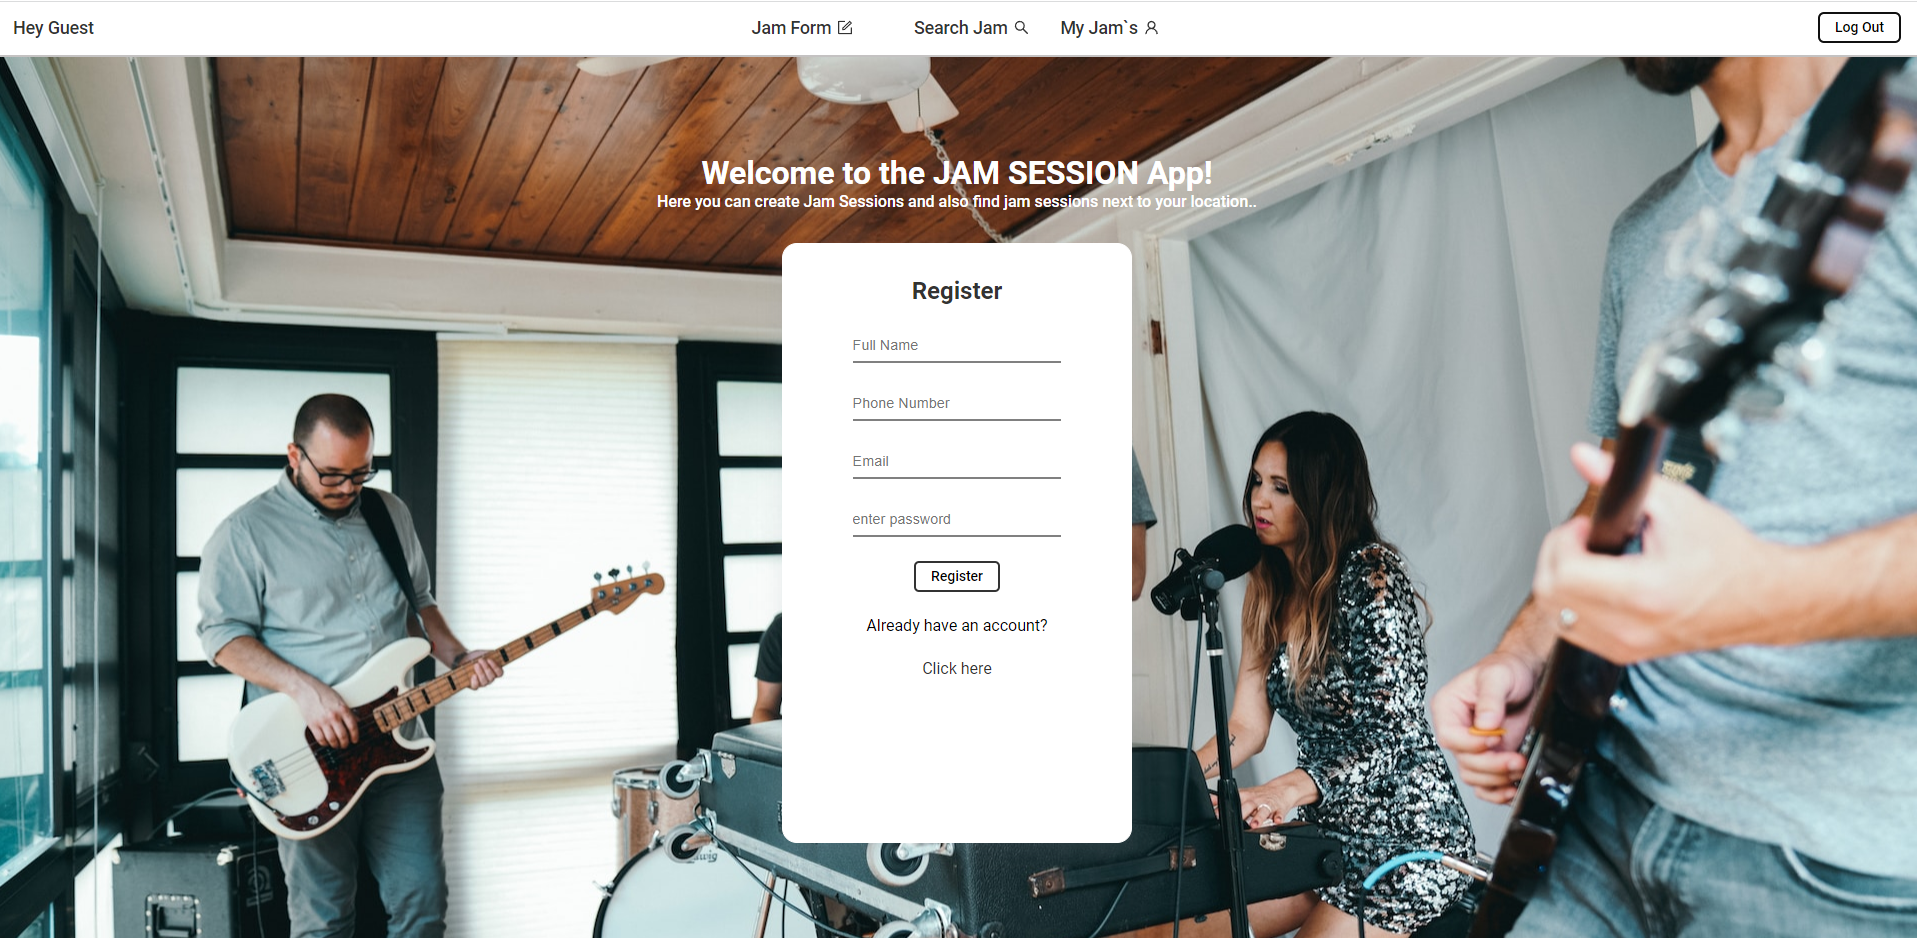 Hey Guest
Jam Form
Search Jam
My Jam`s
Log Out
Welcome to the JAM SESSION App!
Here you can create Jam Sessions and also find jam sessions next to your location..
Register
Full Name
Phone Number
Email
enter password
Register
Already have an account?
Click here